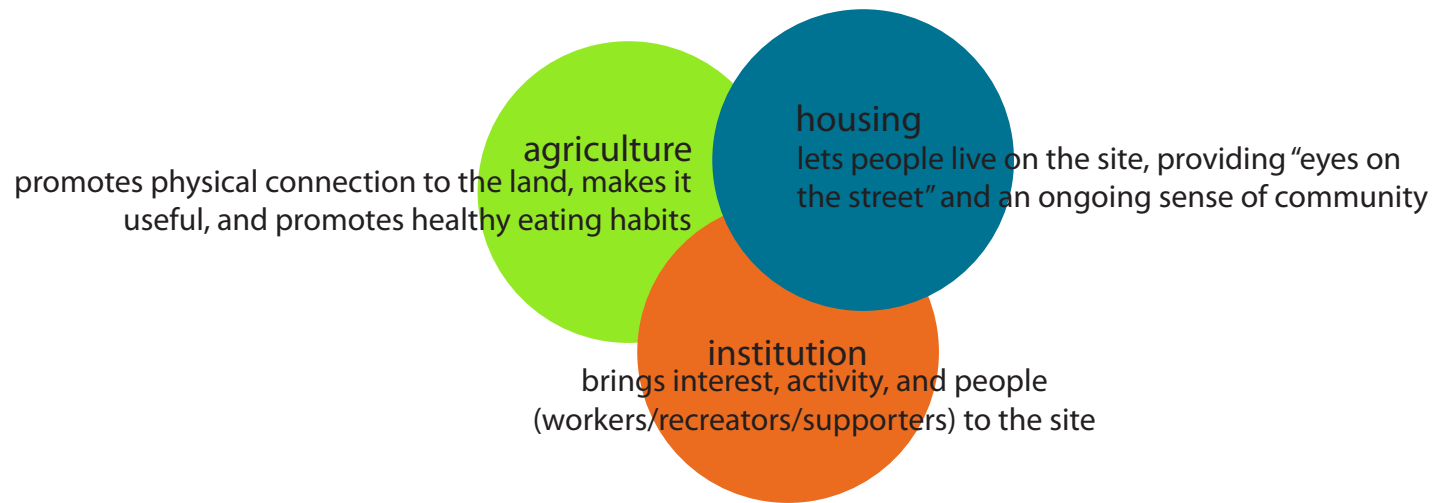 agriculture
promotes physical connection to the land, makes it
useful, and promotes healthy eating habits
housing
lets people live on the site, providing “eyes on
the street” and an ongoing sense of community
institution
brings interest, activity, and people
(workers/recreators/supporters) to the site